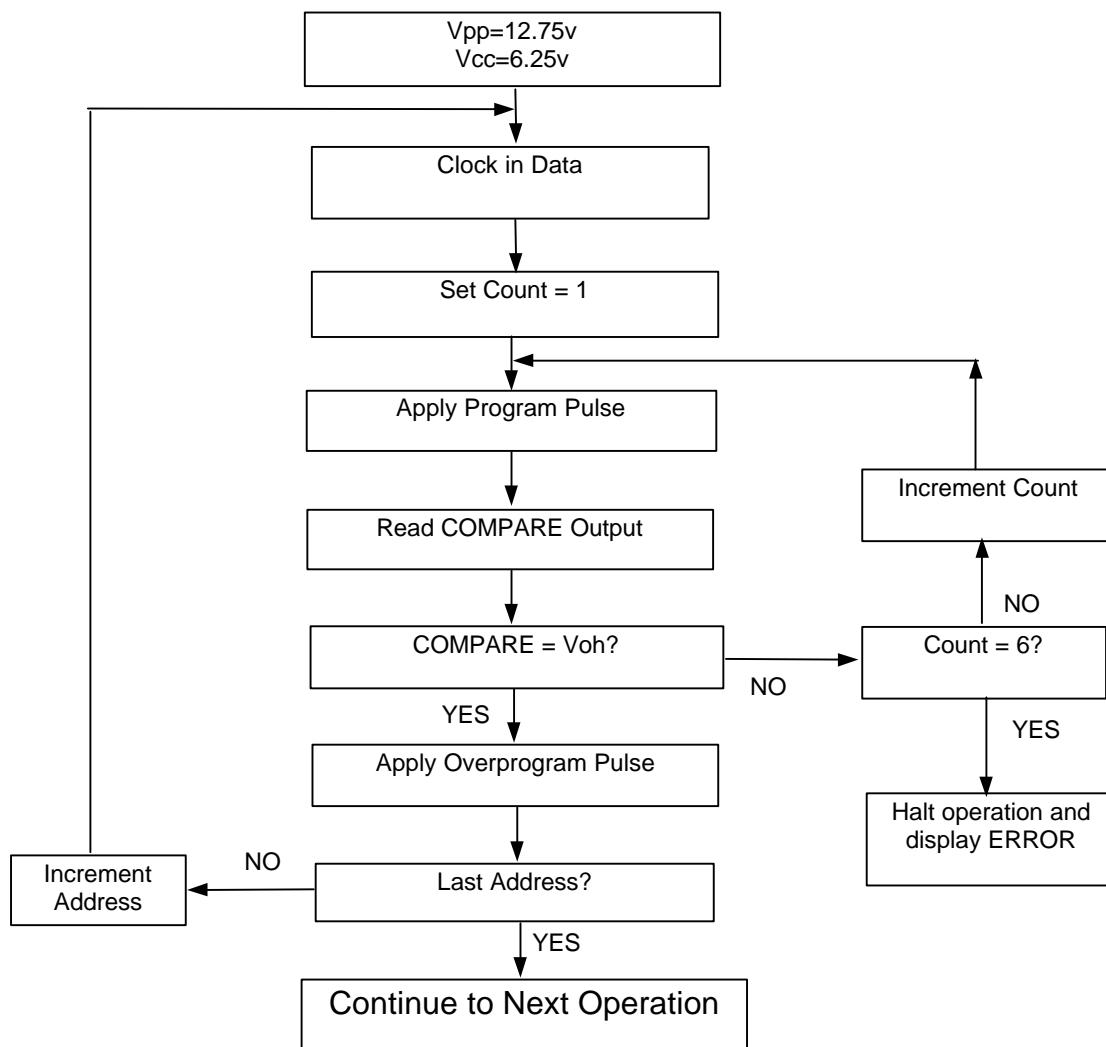 Vpp=12.75v
Vcc=6.25v
Clock in Data
Set Count = 1
Apply Program Pulse
Increment Count
Read COMPARE Output
NO
COMPARE = Voh?
Count = 6?
NO
YES
YES
Apply Overprogram Pulse
Halt operation and
display ERROR
NO
Increment
Address
Last Address?
YES
Continue to Next Operation